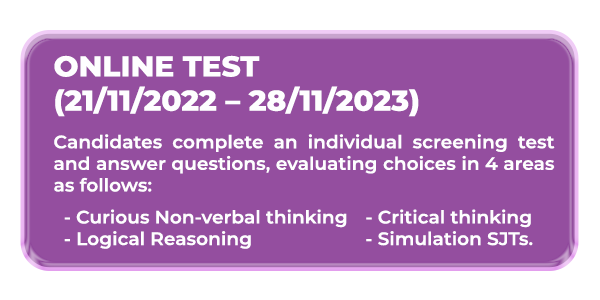 ONLINE TEST
(21/11/2022 – 28/11/2023)
Candidates complete an individual screening test
and answer questions, evaluating choices in 4 areas
as follows:
- Curious Non-verbal thinking - Critical thinking
- Logical Reasoning - Simulation SJTs.